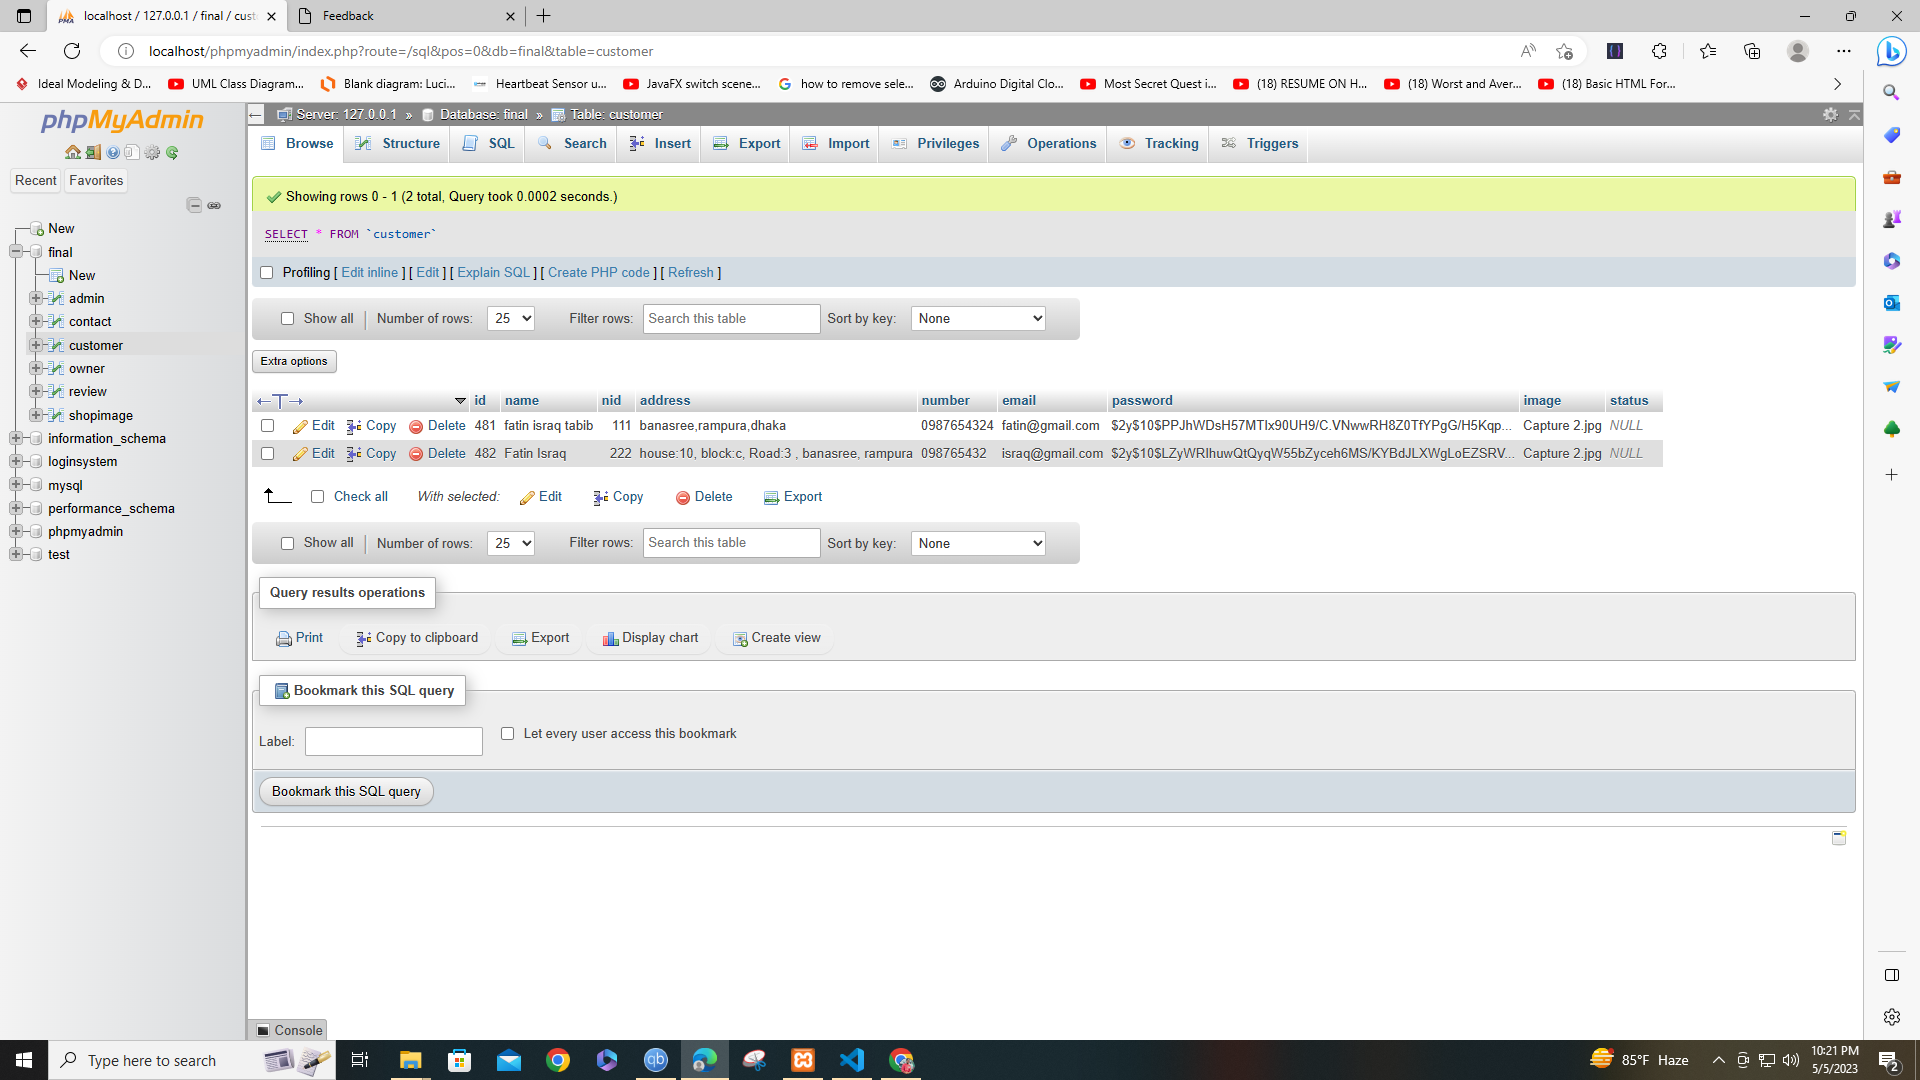 localhost / 127.0.0.1 / final / cust
Feedback
localhost/phpmyadmin/index.php?route=/sql&pos=0&db=final&table=customer
Ideal Modeling & D...
UML Class Diagram...
Blank diagram: Luci...
Heartbeat Sensor u...
JavaFX switch scene...
how to remove sele...
Arduino Digital Clo...
Most Secret Quest i...
(18) RESUME ON H...
(18) Worst and Aver...
(18) Basic HTML For...
phpMyAdmin
Recent Favorites
New
final
New
admin
contact
customer
owner
review
shopimage
information_schema
loginsystem
mysql
performance_schema
phpmyadmin
test
Server: 127.0.0.1 » Database: final » Table: customer
Browse Structure SQL Search Insert Export Import Privileges Operations Tracking Triggers
Showing rows 0 - 1 (2 total, Query took 0.0002 seconds.)
SELECT * FROM `customer`
Profiling [ Edit inline ] [ Edit ] [ Explain SQL ] [ Create PHP code ] [ Refresh ]
Show all Number of rows: 25 Filter rows: Search this table Sort by key: None
Extra options
id name nid address number email password image status
Edit Copy Delete 481 fatin israq tabib 111 banasree,rampura,dhaka 0987654324 fatin@gmail.com $2y$10$PPJhWDsH57MTIx90UH9/C.VNwwRH8Z0TfYPgG/H5Kqp... Capture 2.jpg NULL
Edit Copy Delete 482 Fatin Israq 222 house:10, block:c, Road:3 , banasree, rampura 098765432 israq@gmail.com $2y$10$LZyWRIhuwQtQyqW55bZyceh6MS/KYBdJLXWgLoEZSRV... Capture 2.jpg NULL
Check all With selected: Edit Copy Delete Export
Show all Number of rows: 25 Filter rows: Search this table Sort by key: None
Query results operations
Print Copy to clipboard Export Display chart Create view
Bookmark this SQL query
Label: Let every user access this bookmark
Bookmark this SQL query
Console
Type here to search
85°F Haze
10:21 PM
5/5/2023
2